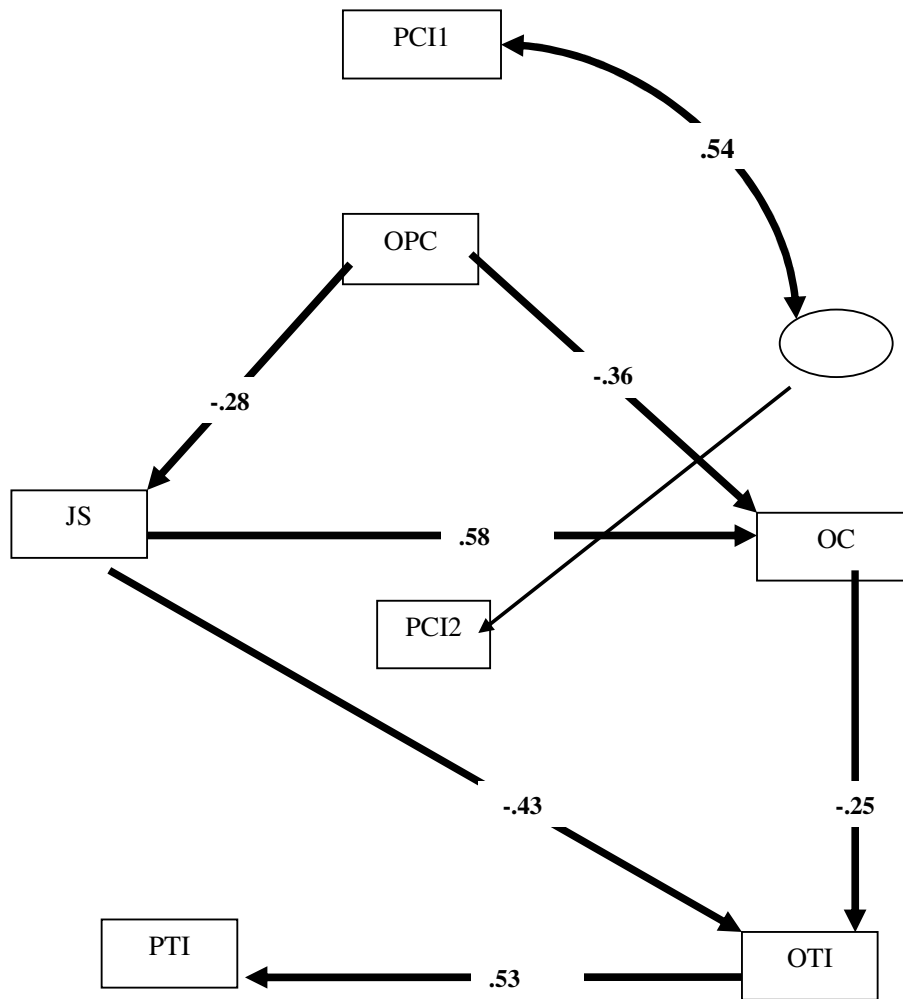 PCI1
.54
OPC
-.36
-.28
JS
.58
OC
PCI2
-.43
-.25
PTI
.53
OTI